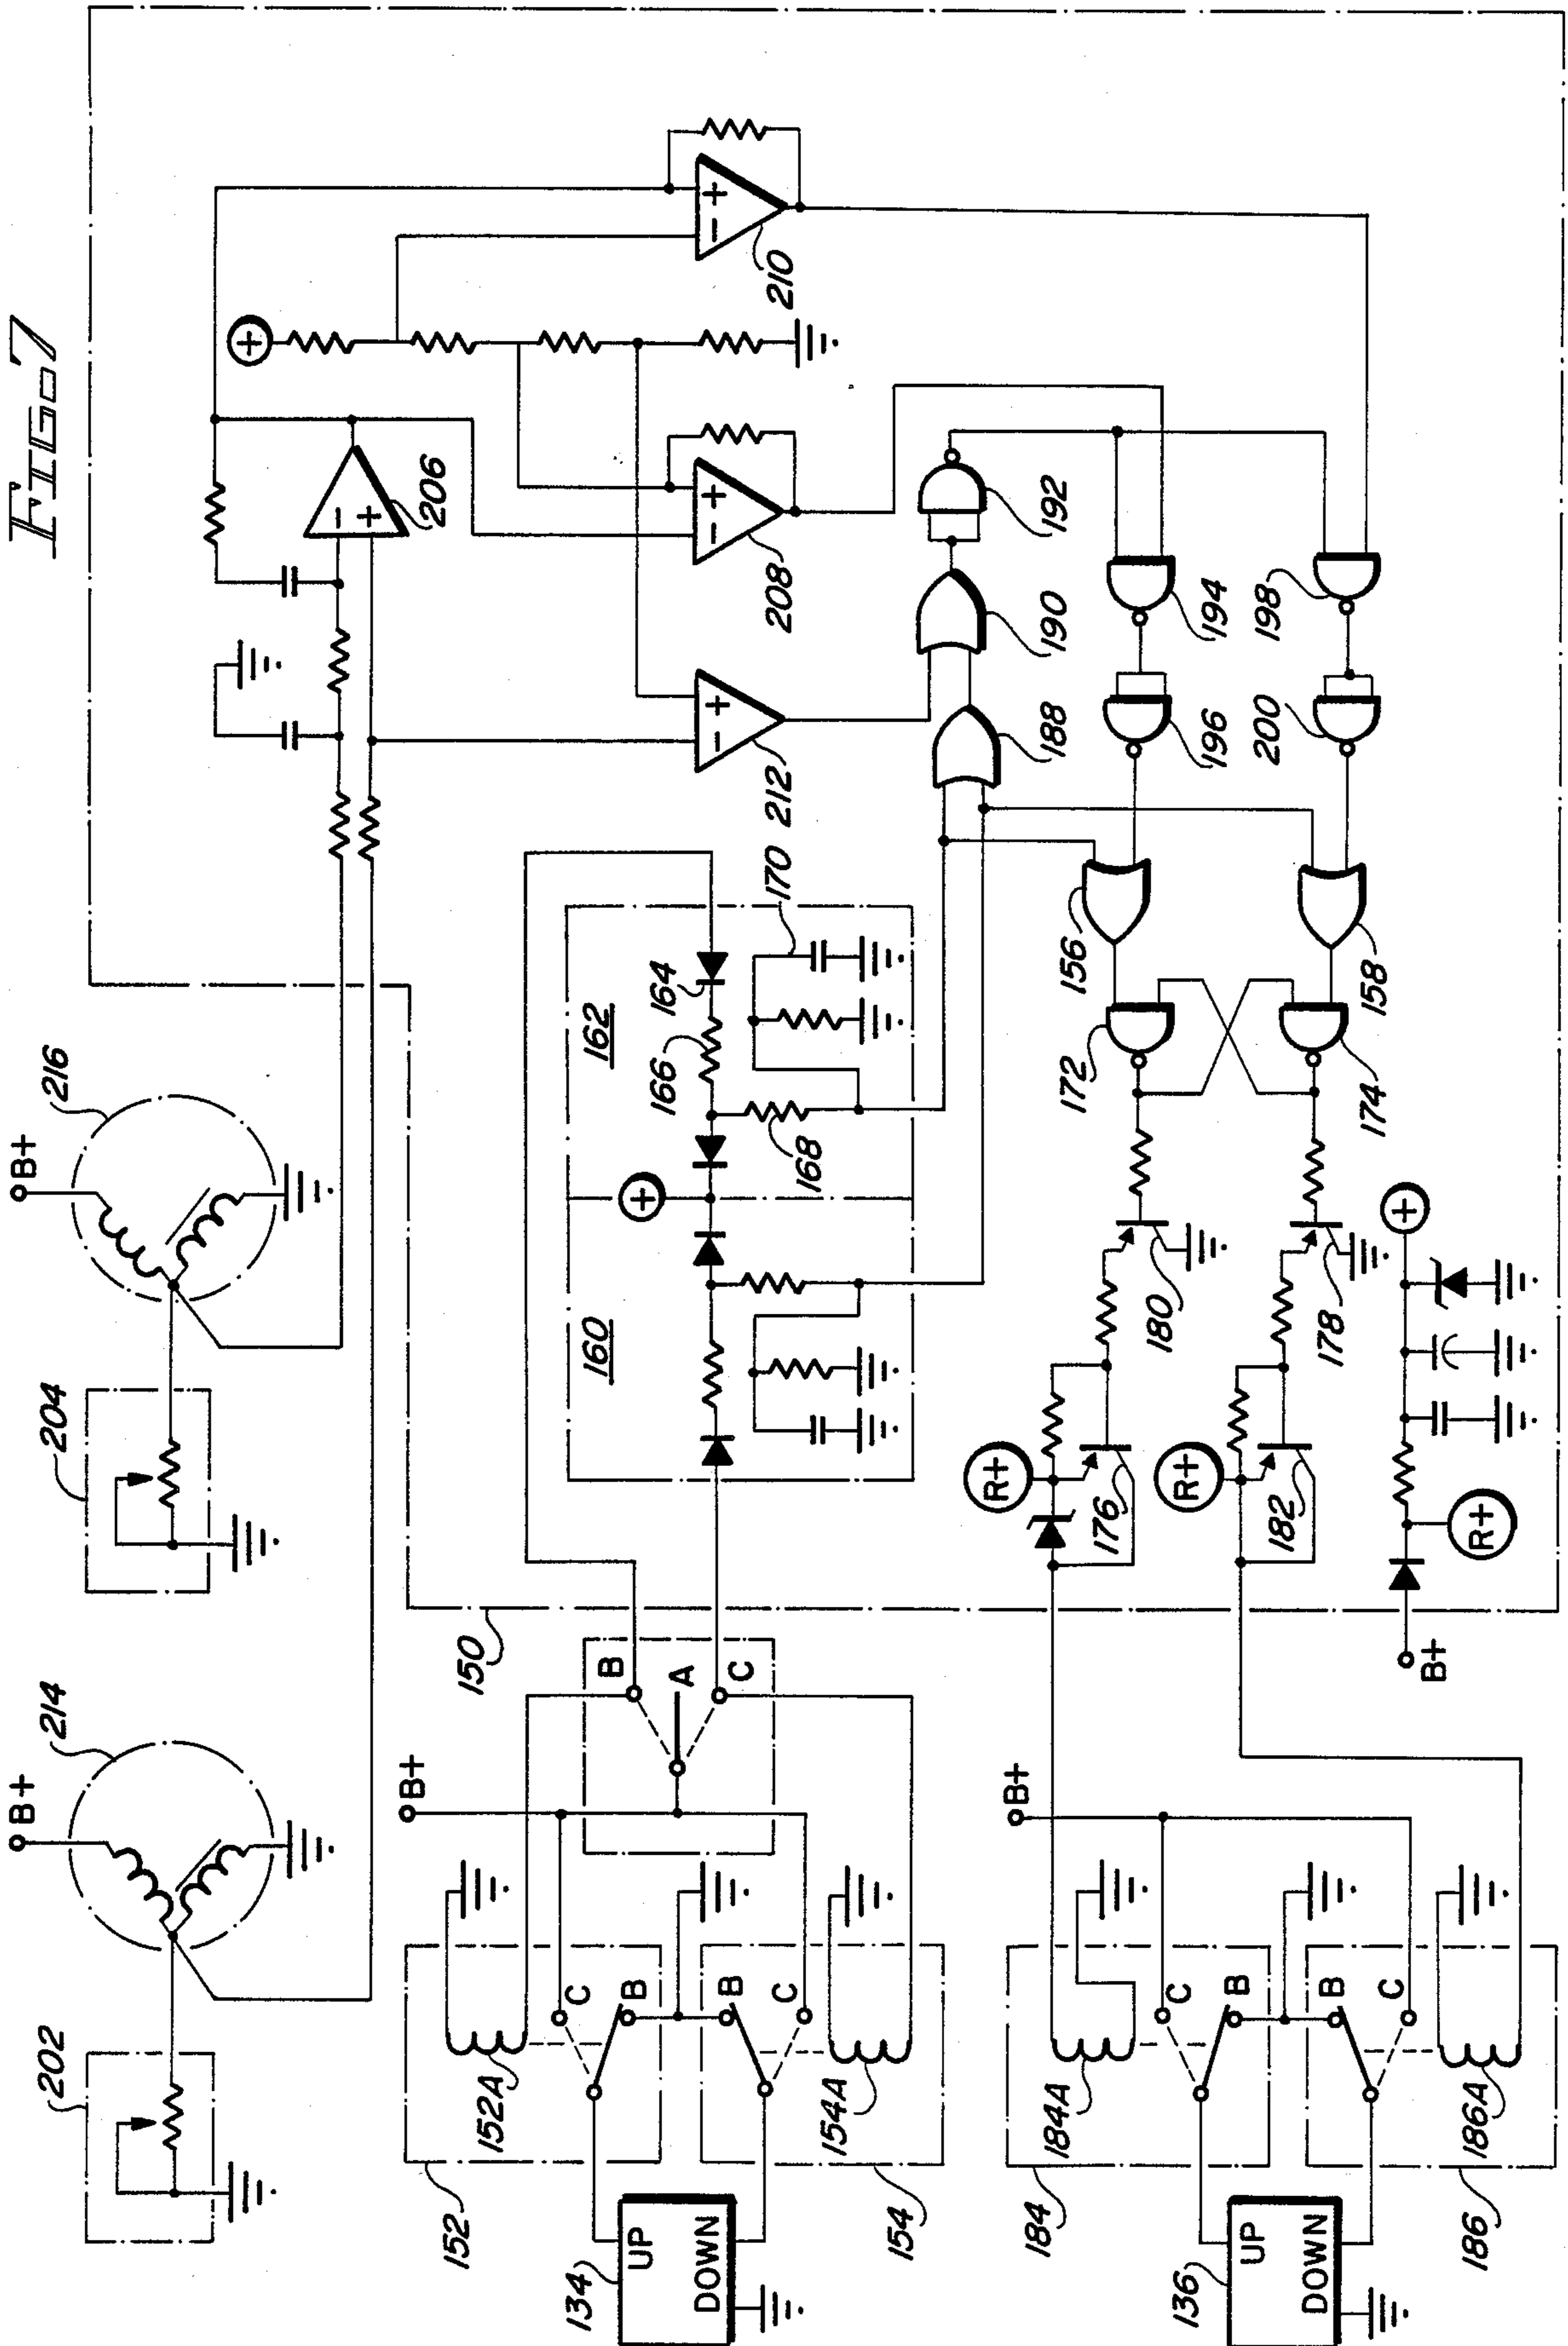 FIG-7
B+
216
204
B+
214
202
206
+
-
+
-
+
-
+
-
+
210
208
212
192
190
188
194
198
196
200
150
162
164
166
168
170
160
+
156
158
172
174
180
178
176
182
R+
R+
R+
+
B+
B
A
C
B+
C
B
B
C
152A
154A
152
154
134
UP
DOWN
B+
C
B
B
C
184A
186A
184
186
136
UP
DOWN